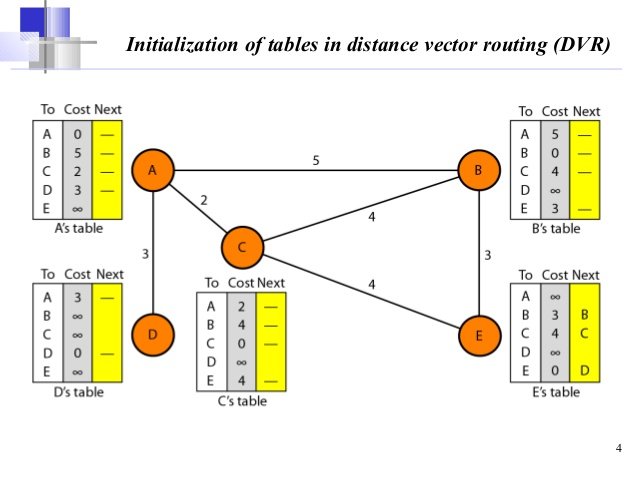 Initialization of tables in distance vector routing (DVR)
To Cost Next
A 0 —
B 5 —
C 2 —
D 3 —
E ∞
A's table
To Cost Next
A 5 —
B 0 —
C 4 —
D ∞
E 3 —
B's table
A
5
B
2
4
C
3
4
3
D
E
To Cost Next
A 3 —
B ∞
C ∞
D 0 —
E ∞
D's table
To Cost Next
A 2 —
B 4 —
C 0 —
D ∞
E 4 —
C's table
To Cost Next
A ∞
B 3 B
C 4 C
D ∞
E 0 D
E's table
4